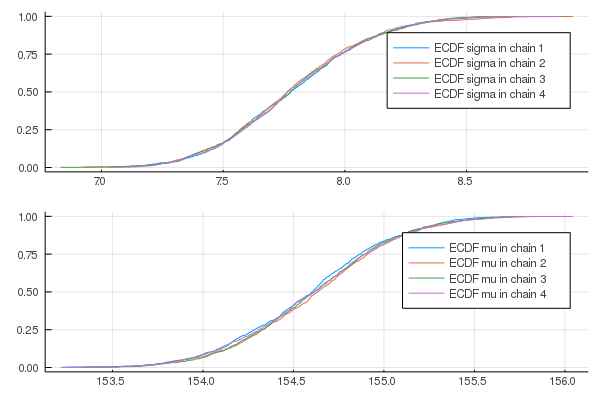 1.00
0.75
0.50
0.25
0.00
7.0 7.5 8.0 8.5
ECDF sigma in chain 1
ECDF sigma in chain 2
ECDF sigma in chain 3
ECDF sigma in chain 4
1.00
0.75
0.50
0.25
0.00
153.5 154.0 154.5 155.0 155.5 156.0
ECDF mu in chain 1
ECDF mu in chain 2
ECDF mu in chain 3
ECDF mu in chain 4